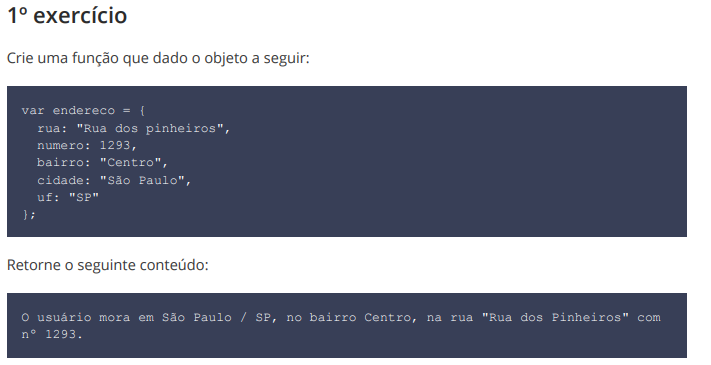 1º exercício
Crie uma função que dado o objeto a seguir:
var endereco = {
  rua: "Rua dos pinheiros",
  numero: 1293,
  bairro: "Centro",
  cidade: "São Paulo",
  uf: "SP"
};
Retorne o seguinte conteúdo:
O usuário mora em São Paulo / SP, no bairro Centro, na rua "Rua dos Pinheiros" com
nº 1293.